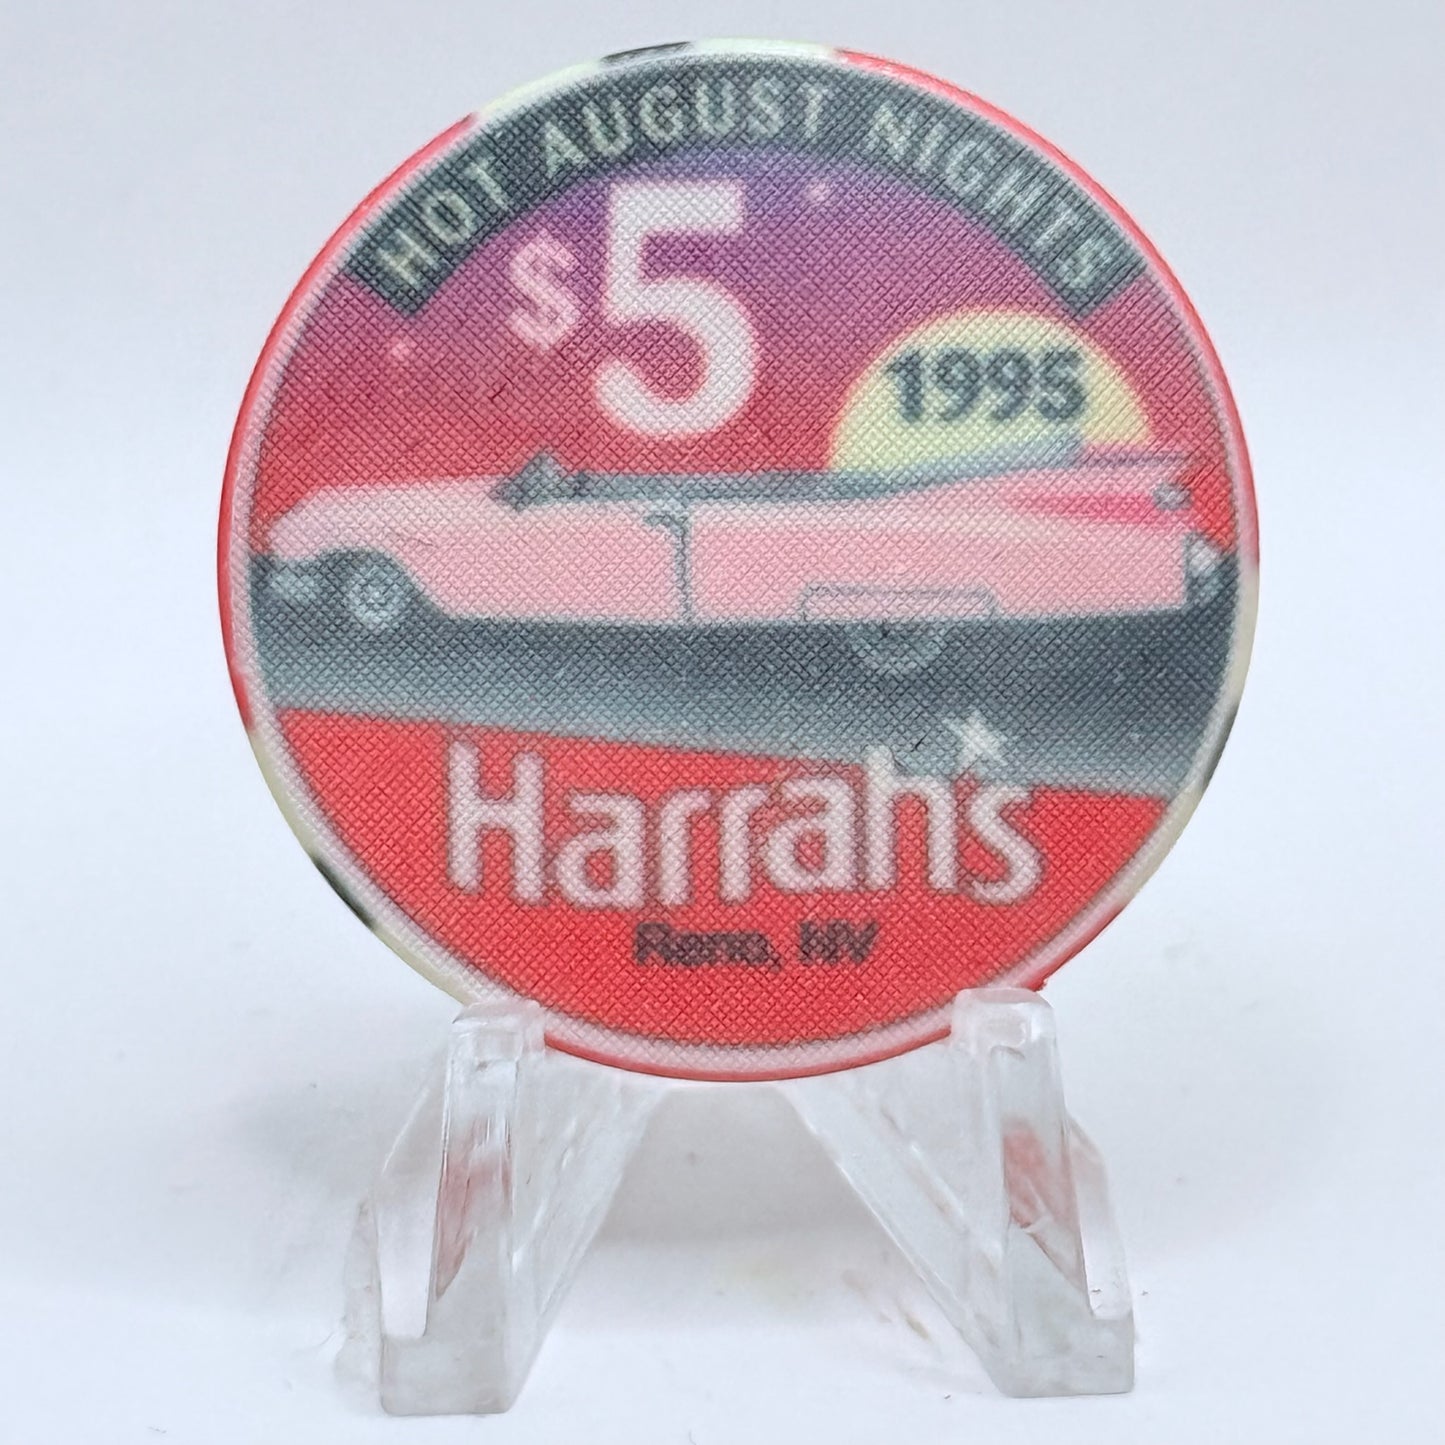 HOT AUGUST NIGHTS
$5
1995
Harrah's
Reno, NV